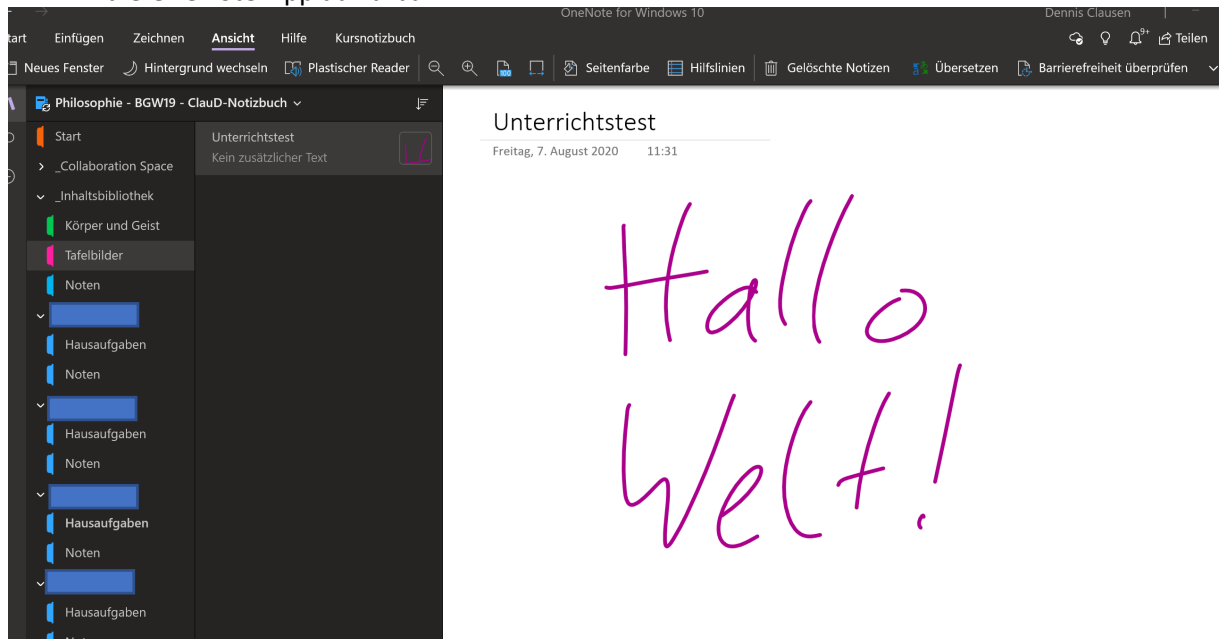 OneNote for Windows 10 Dennis Clausen
Einfügen Zeichnen Ansicht Hilfe Kursnotizbuch 9+ Teilen
Neues Fenster Hintergrund wechseln Plastischer Reader 100 Seitenfarbe Hilfslinien Gelöschte Notizen Übersetzen Barrierefreiheit überprüfen
Philosophie - BGW19 - ClauD-Notizbuch
Start
_Collaboration Space
_Inhaltsbibliothek
Körper und Geist
Tafelbilder
Noten
Hausaufgaben
Noten
Hausaufgaben
Noten
Hausaufgaben
Noten
Hausaufgaben
Unterrichtstest
Kein zusätzlicher Text
Unterrichtstest
Freitag, 7. August 2020 11:31
Hallo
Welt!